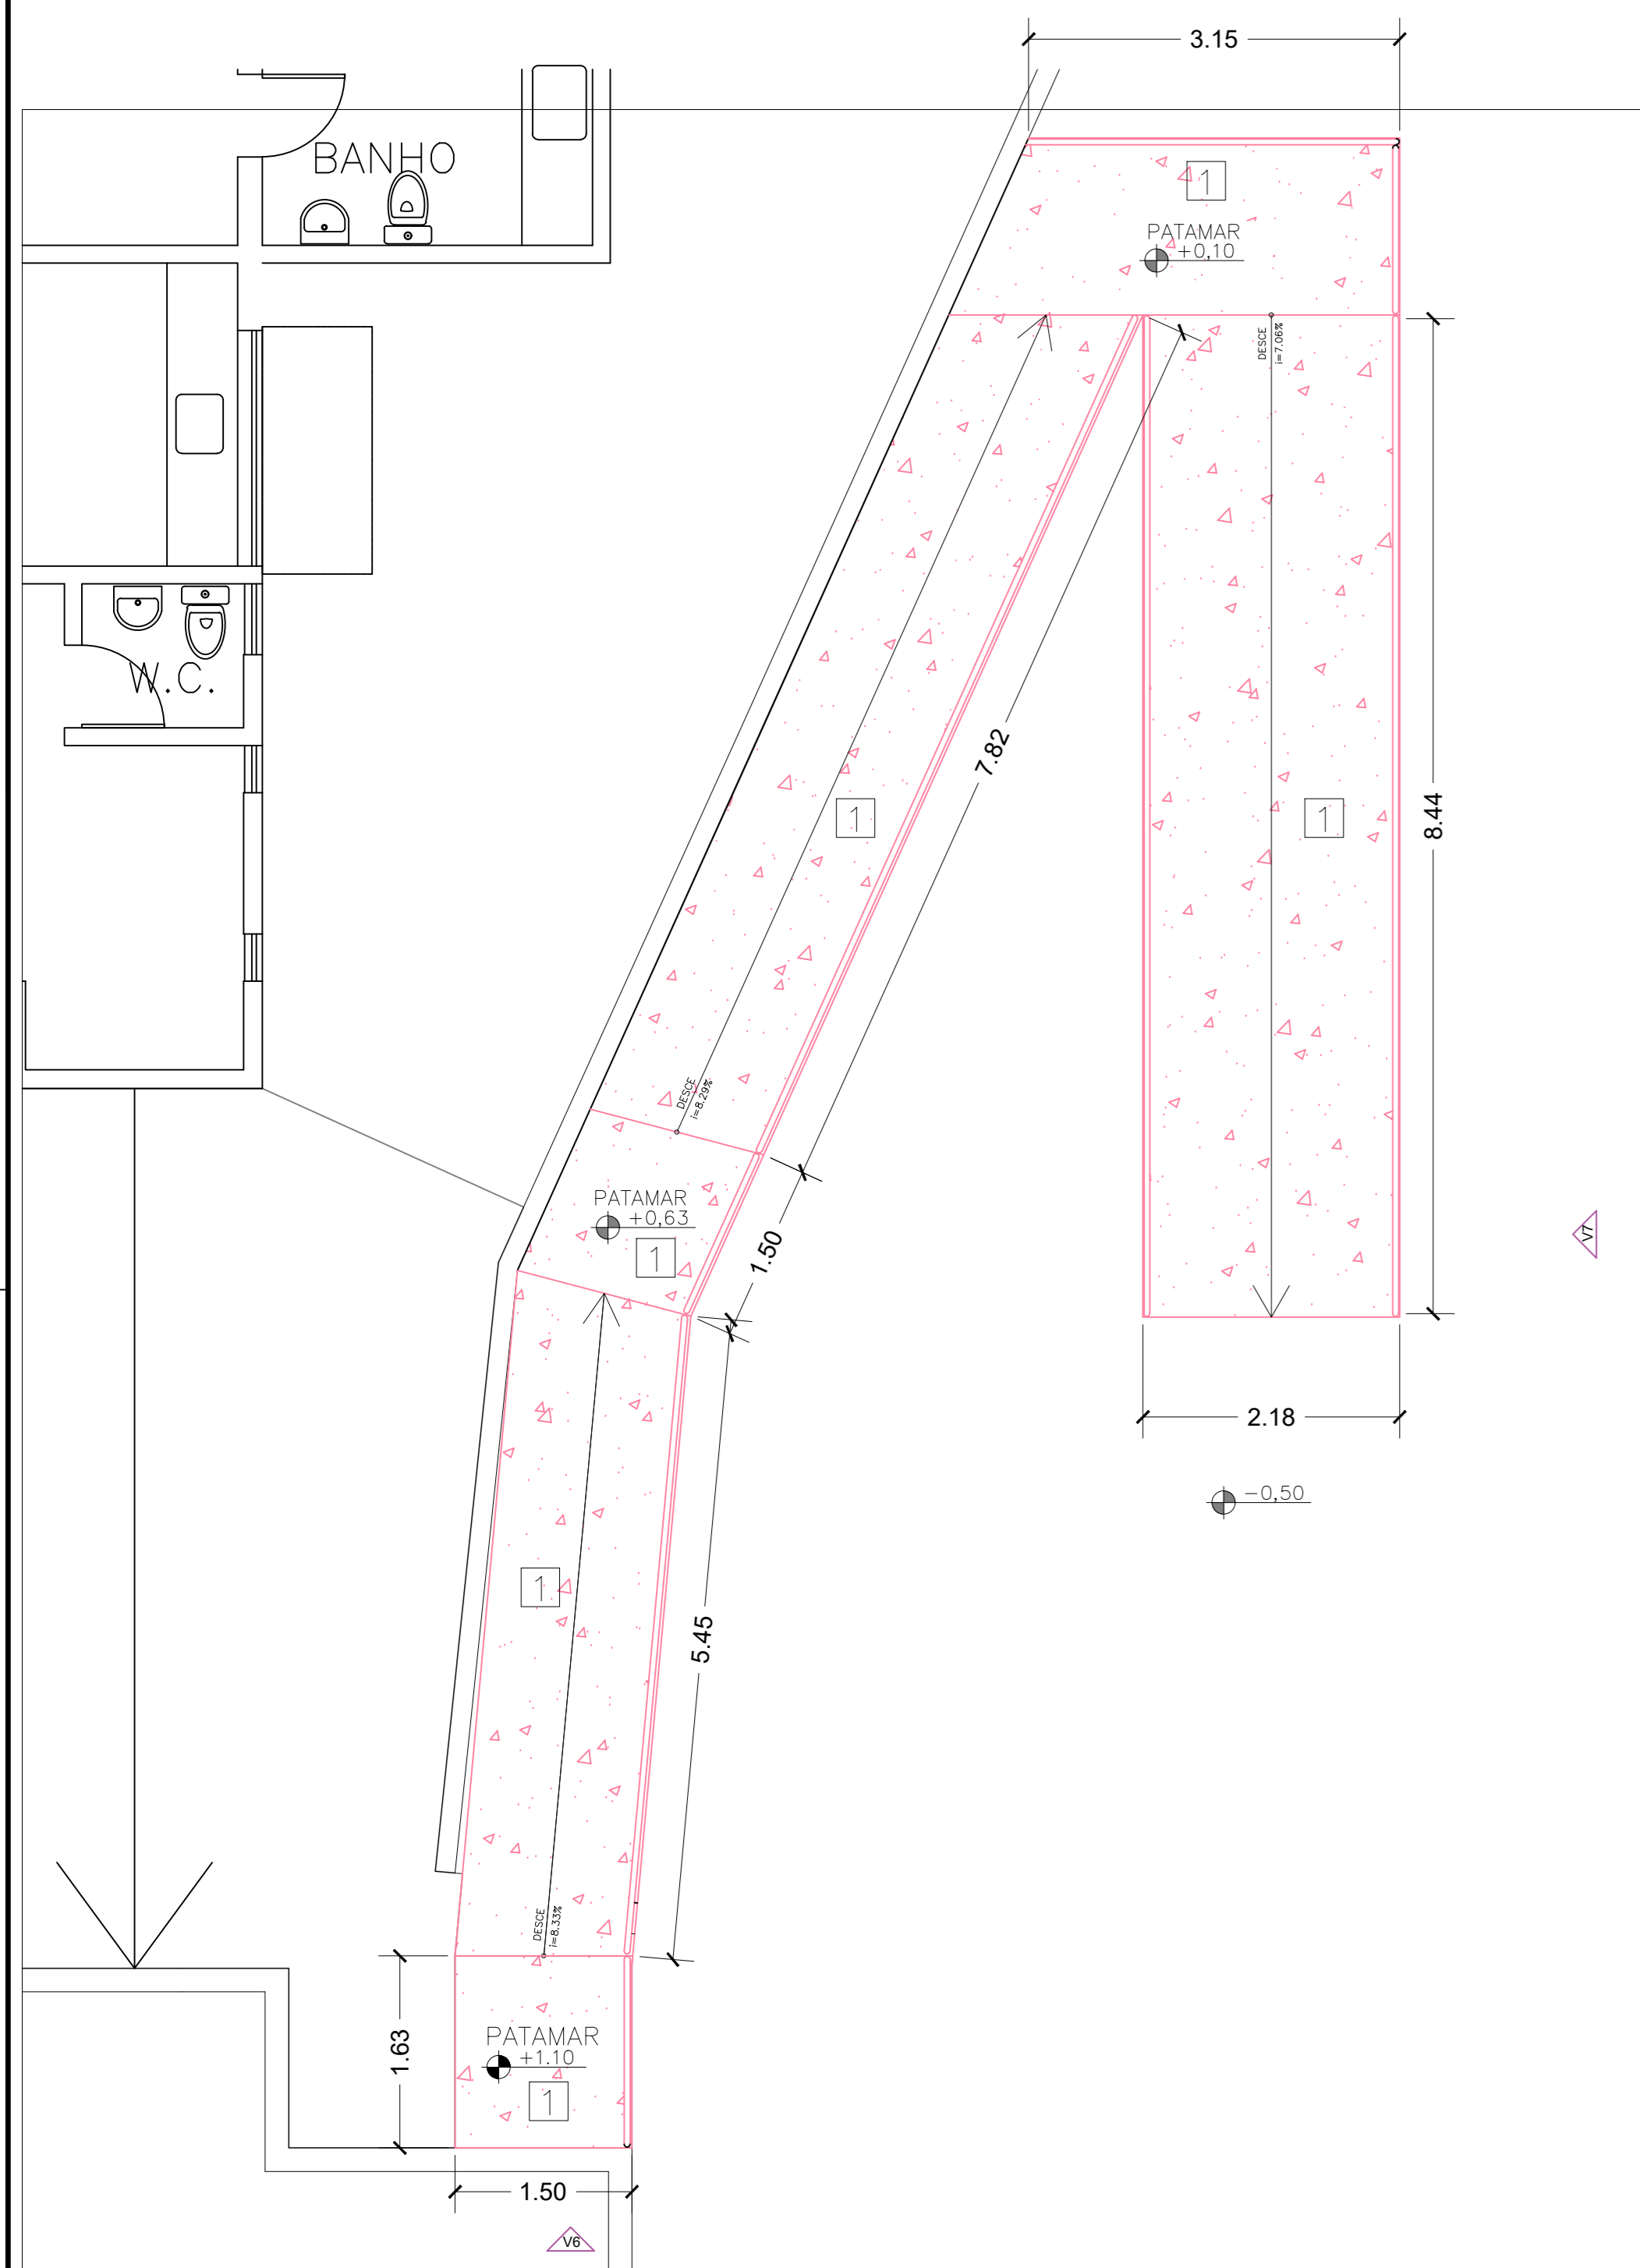 3.15
BANHO
1
PATAMAR
+0,10
DESCE
i=7.06%
W.C.
7.82
1
1
8.44
DESCE
i=8.29%
PATAMAR
+0,63
1
1.50
V7
2.18
-0,50
1
5.45
DESCE
i=8.33%
1.63
PATAMAR
+1.10
1
1.50
V6